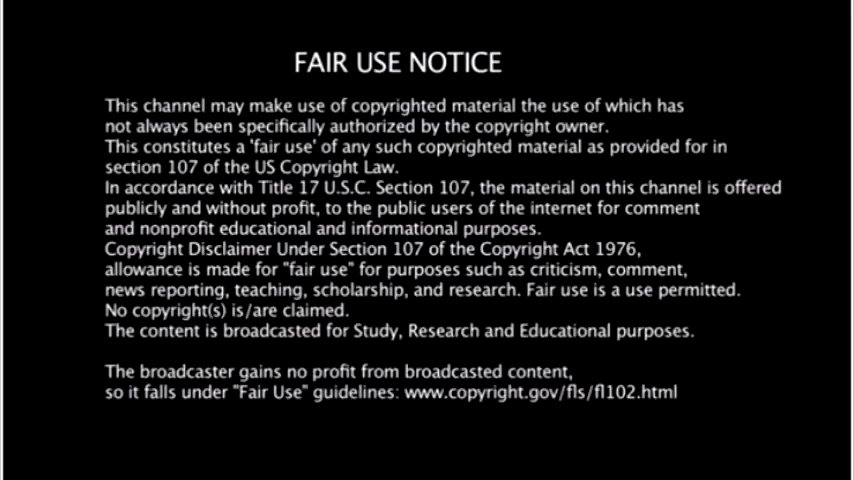 FAIR USE NOTICE
This channel may make use of copyrighted material the use of which has
not always been specifically authorized by the copyright owner.
This constitutes a 'fair use' of any such copyrighted material as provided for in
section 107 of the US Copyright Law.
In accordance with Title 17 U.S.C. Section 107, the material on this channel is offered
publicly and without profit, to the public users of the internet for comment
and nonprofit educational and informational purposes.
Copyright Disclaimer Under Section 107 of the Copyright Act 1976,
allowance is made for "fair use" for purposes such as criticism, comment,
news reporting, teaching, scholarship, and research. Fair use is a use permitted.
No copyright(s) is/are claimed.
The content is broadcasted for Study, Research and Educational purposes.
The broadcaster gains no profit from broadcasted content,
so it falls under "Fair Use" guidelines: www.copyright.gov/fls/fl102.html